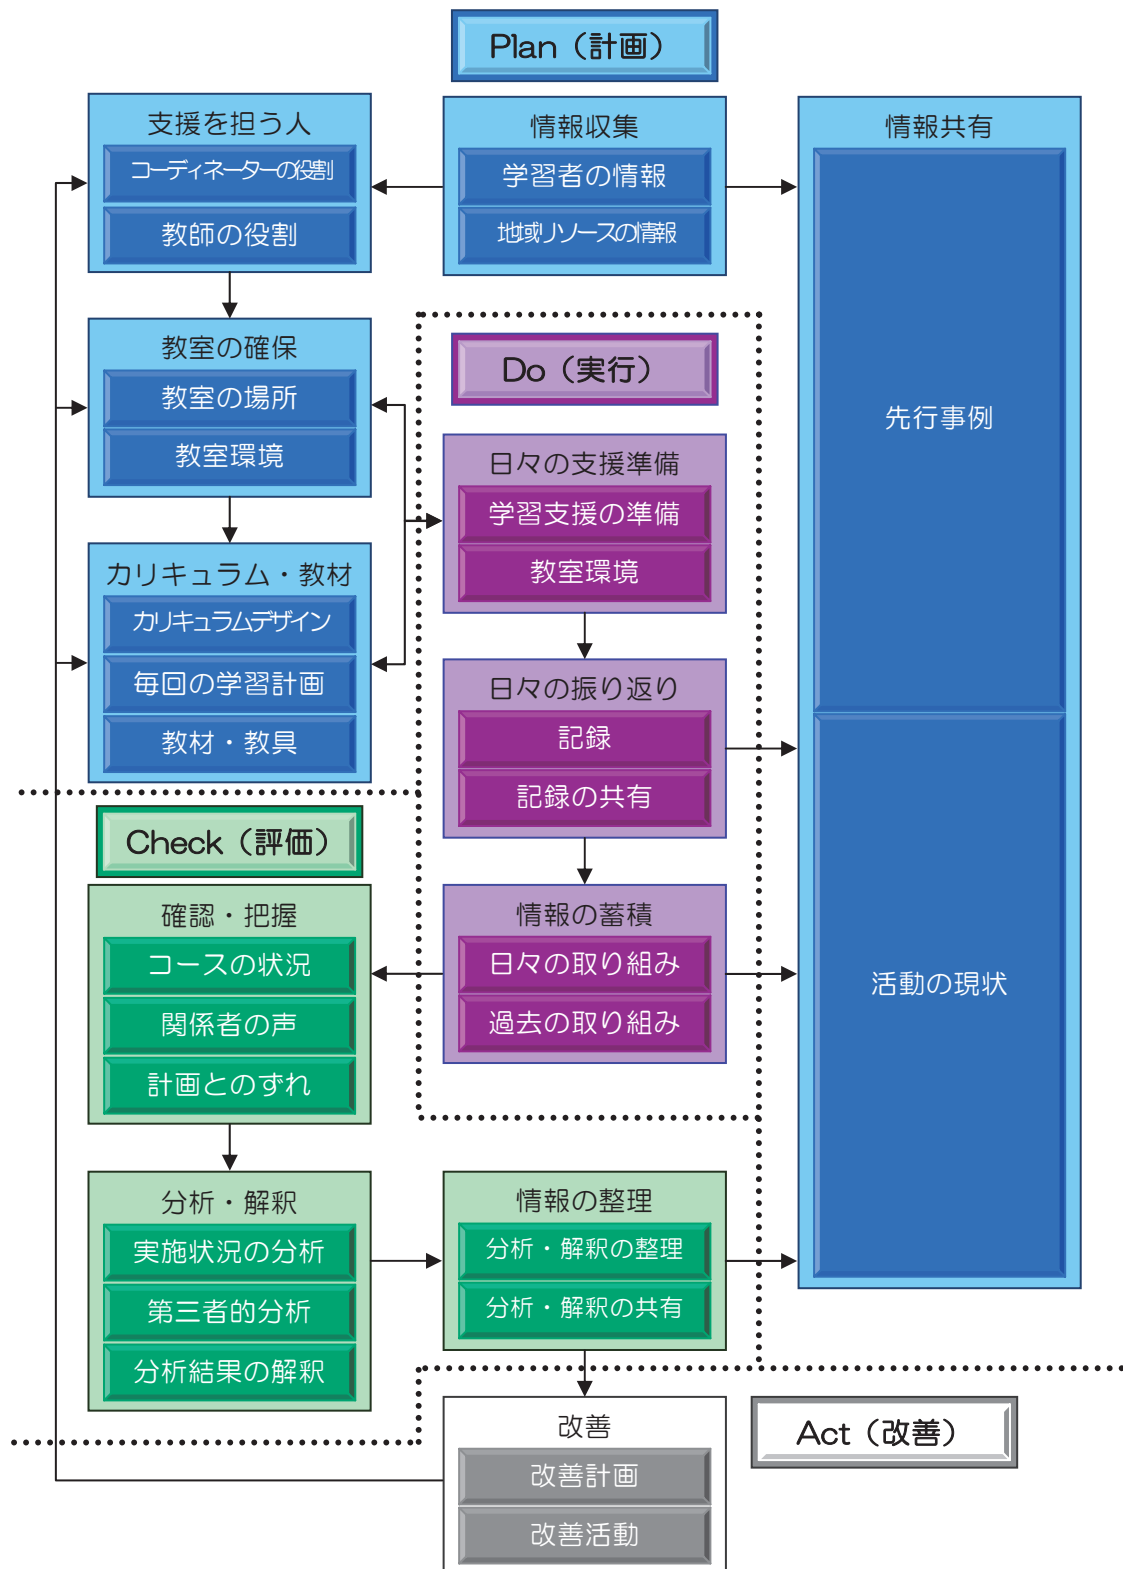 Plan（計画）
支援を担う人
コーディネーターの役割
教師の役割
情報収集
学習者の情報
地域リソースの情報
情報共有
先行事例
活動の現状
教室の確保
教室の場所
教室環境
カリキュラム・教材
カリキュラムデザイン
毎回の学習計画
教材・教具
Do（実行）
日々の支援準備
学習支援の準備
教室環境
日々の振り返り
記録
記録の共有
情報の蓄積
日々の取り組み
過去の取り組み
Check（評価）
確認・把握
コースの状況
関係者の声
計画とのずれ
分析・解釈
実施状況の分析
第三者的分析
分析結果の解釈
情報の整理
分析・解釈の整理
分析・解釈の共有
Act（改善）
改善
改善計画
改善活動